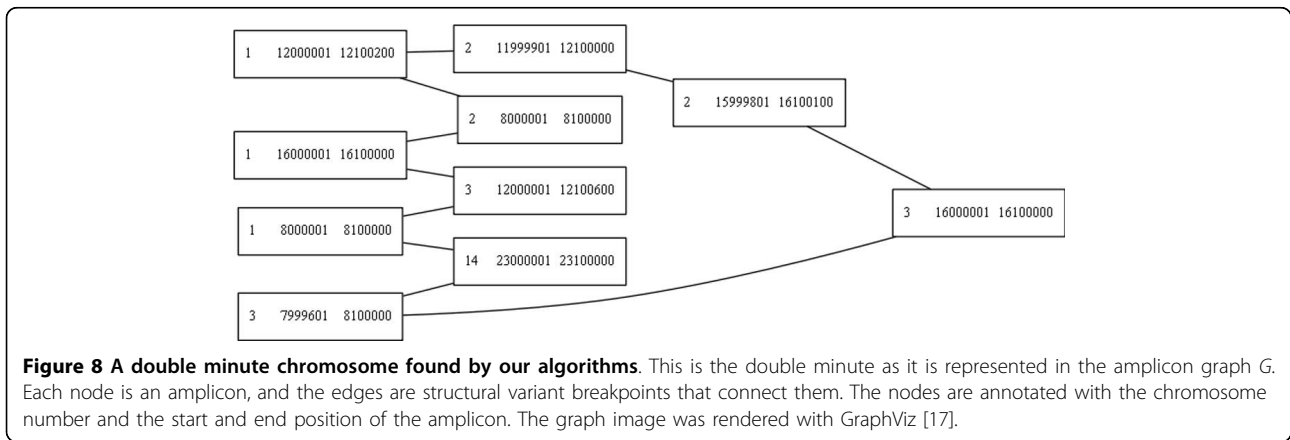 1 12000001 12100200
2 11999901 12100000
2 15999801 16100100
2 8000001 8100000
1 16000001 16100000
3 12000001 12100600
3 16000001 16100000
1 8000001 8100000
14 23000001 23100000
3 7999601 8100000
Figure 8 A double minute chromosome found by our algorithms. This is the double minute as it is represented in the amplicon graph G.
Each node is an amplicon, and the edges are structural variant breakpoints that connect them. The nodes are annotated with the chromosome
number and the start and end position of the amplicon. The graph image was rendered with GraphViz [17].